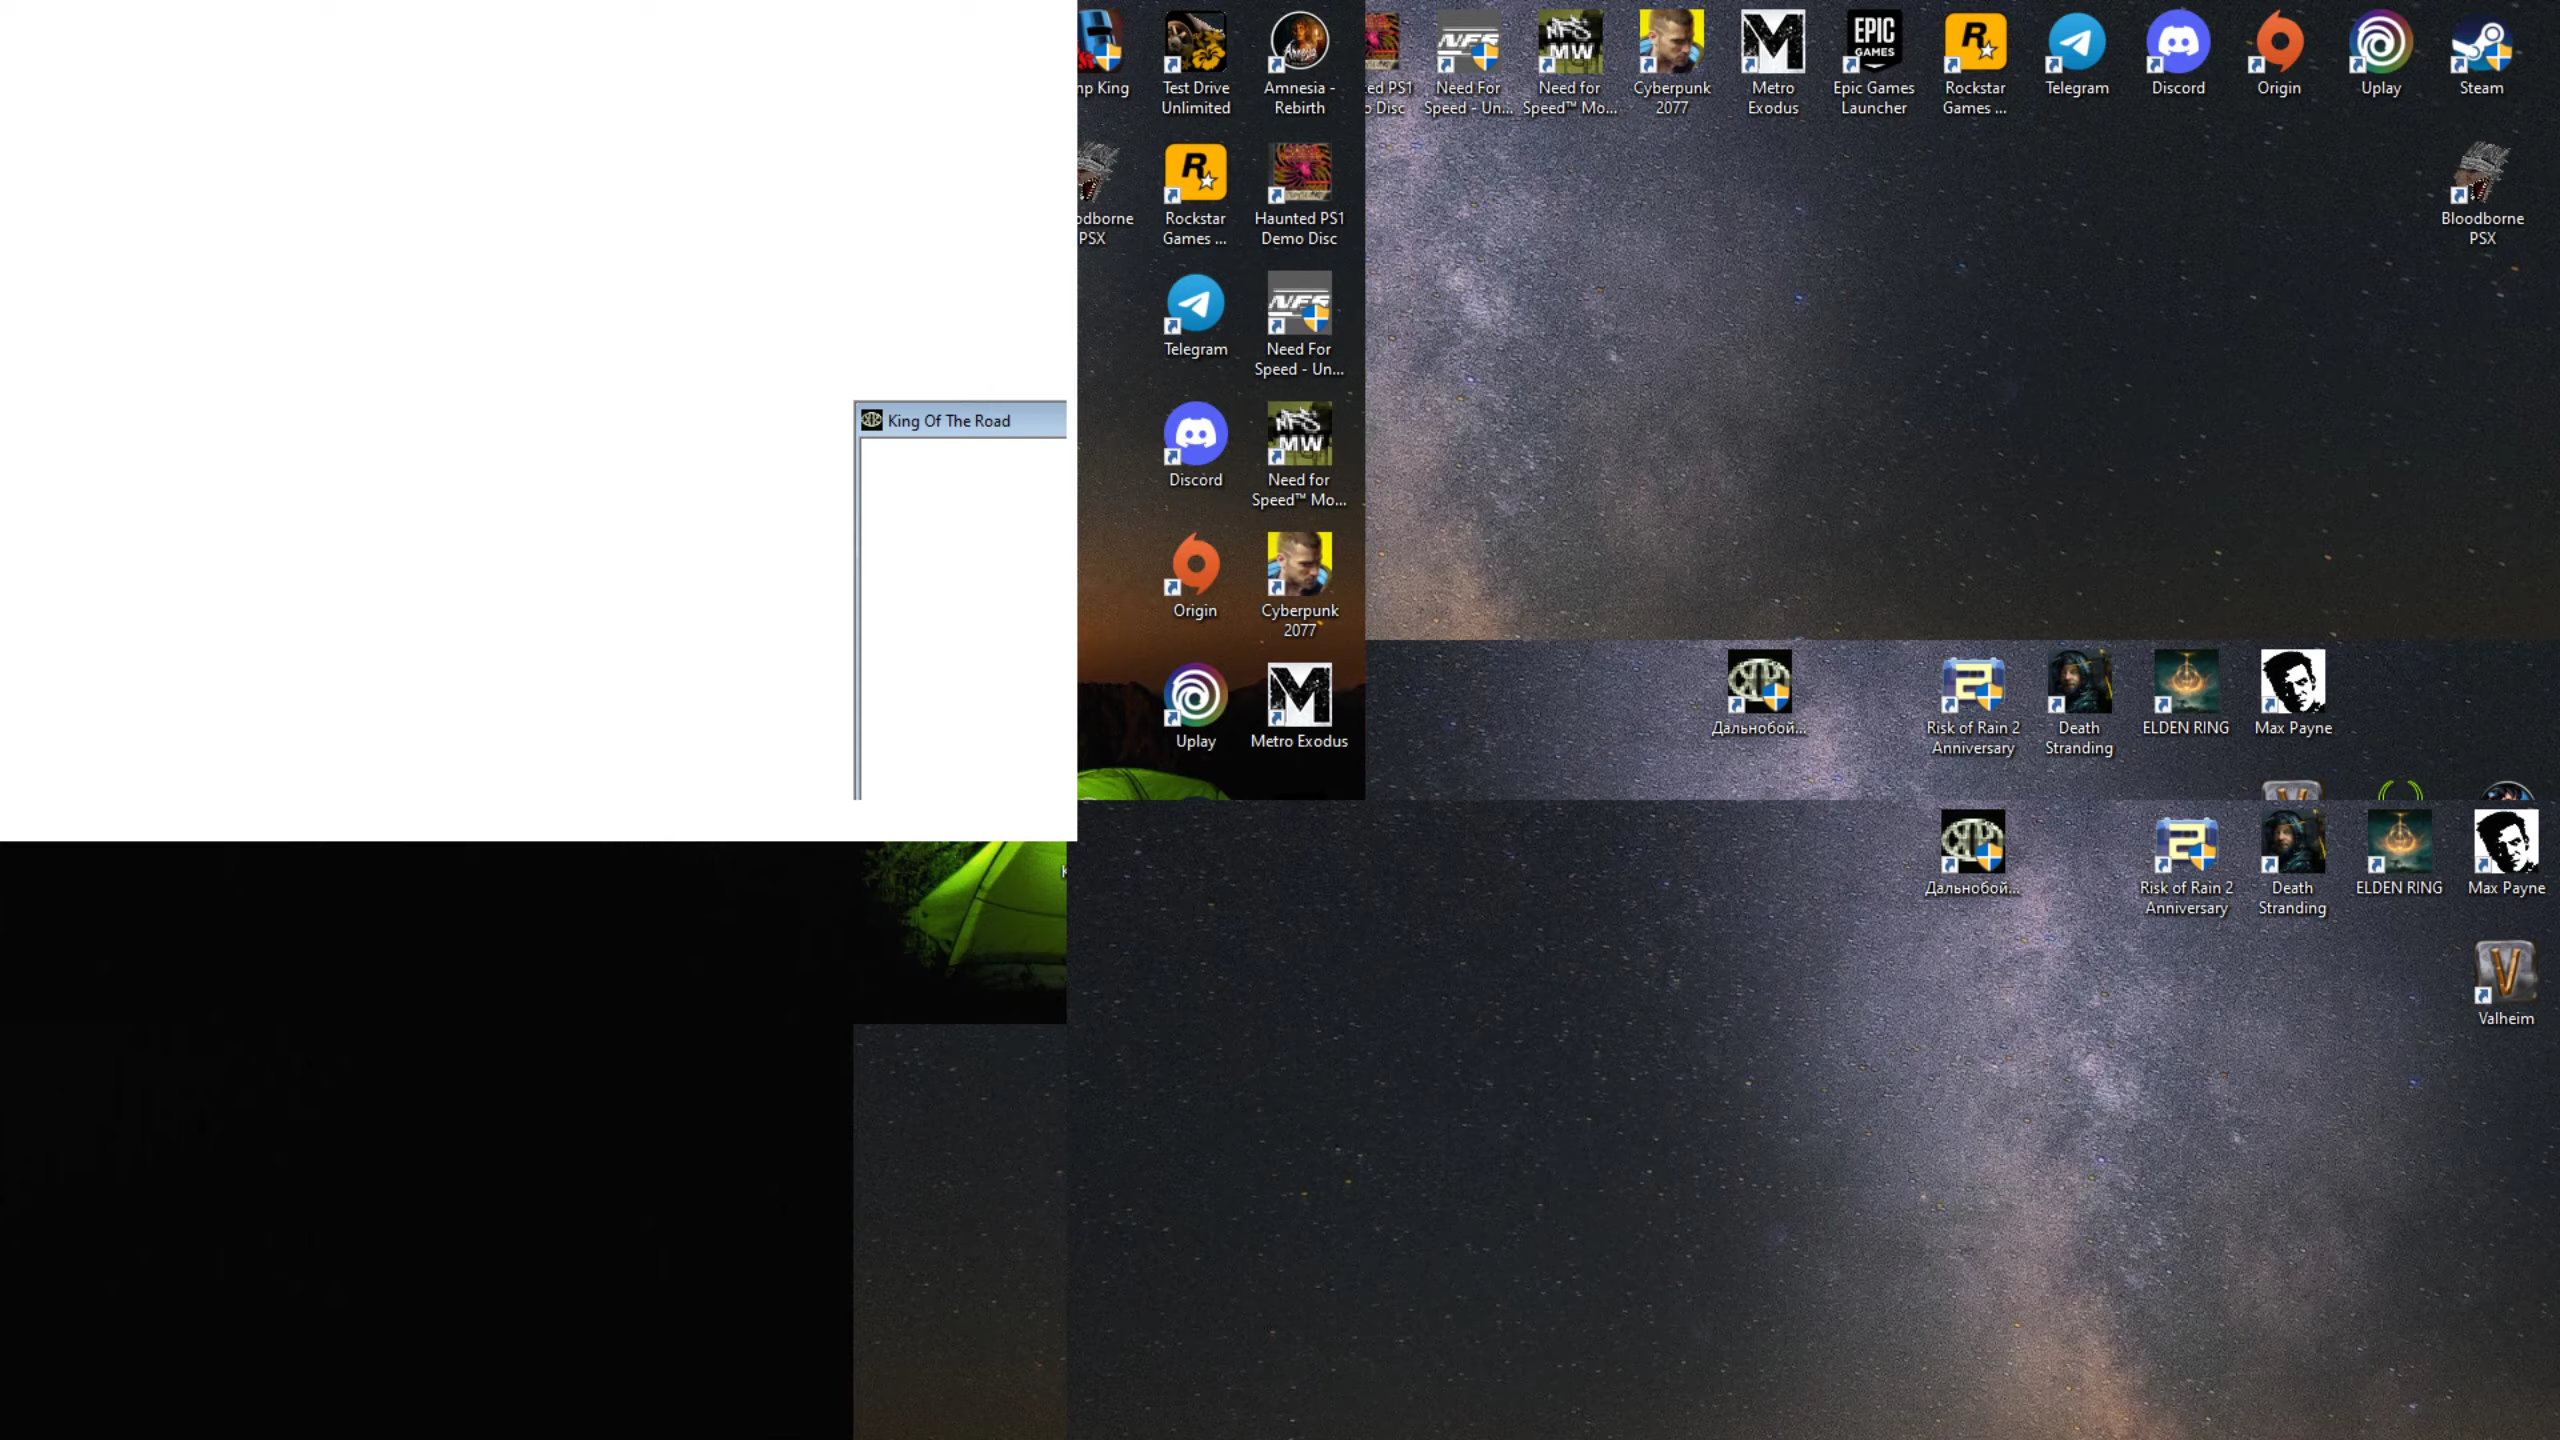 mp King
Test Drive
Unlimited
Amnesia -
Rebirth
ed PS1
Disc
Need For
Speed - Un...
Need for
Speed™ Mo...
Cyberpunk
2077
Metro
Exodus
Epic Games
Launcher
Rockstar
Games ...
Telegram
Discord
Origin
Uplay
Steam
odborne
PSX
Rockstar
Games ...
Haunted PS1
Demo Disc
Bloodborne
PSX
Telegram
Need For
Speed - Un...
King Of The Road
Discord
Need for
Speed™ Mo...
Origin
Cyberpunk
2077
Uplay
Metro Exodus
Дальнобой...
Risk of Rain 2
Anniversary
Death
Stranding
ELDEN RING
Max Payne
Дальнобой...
Risk of Rain 2
Anniversary
Death
Stranding
ELDEN RING
Max Payne
Valheim